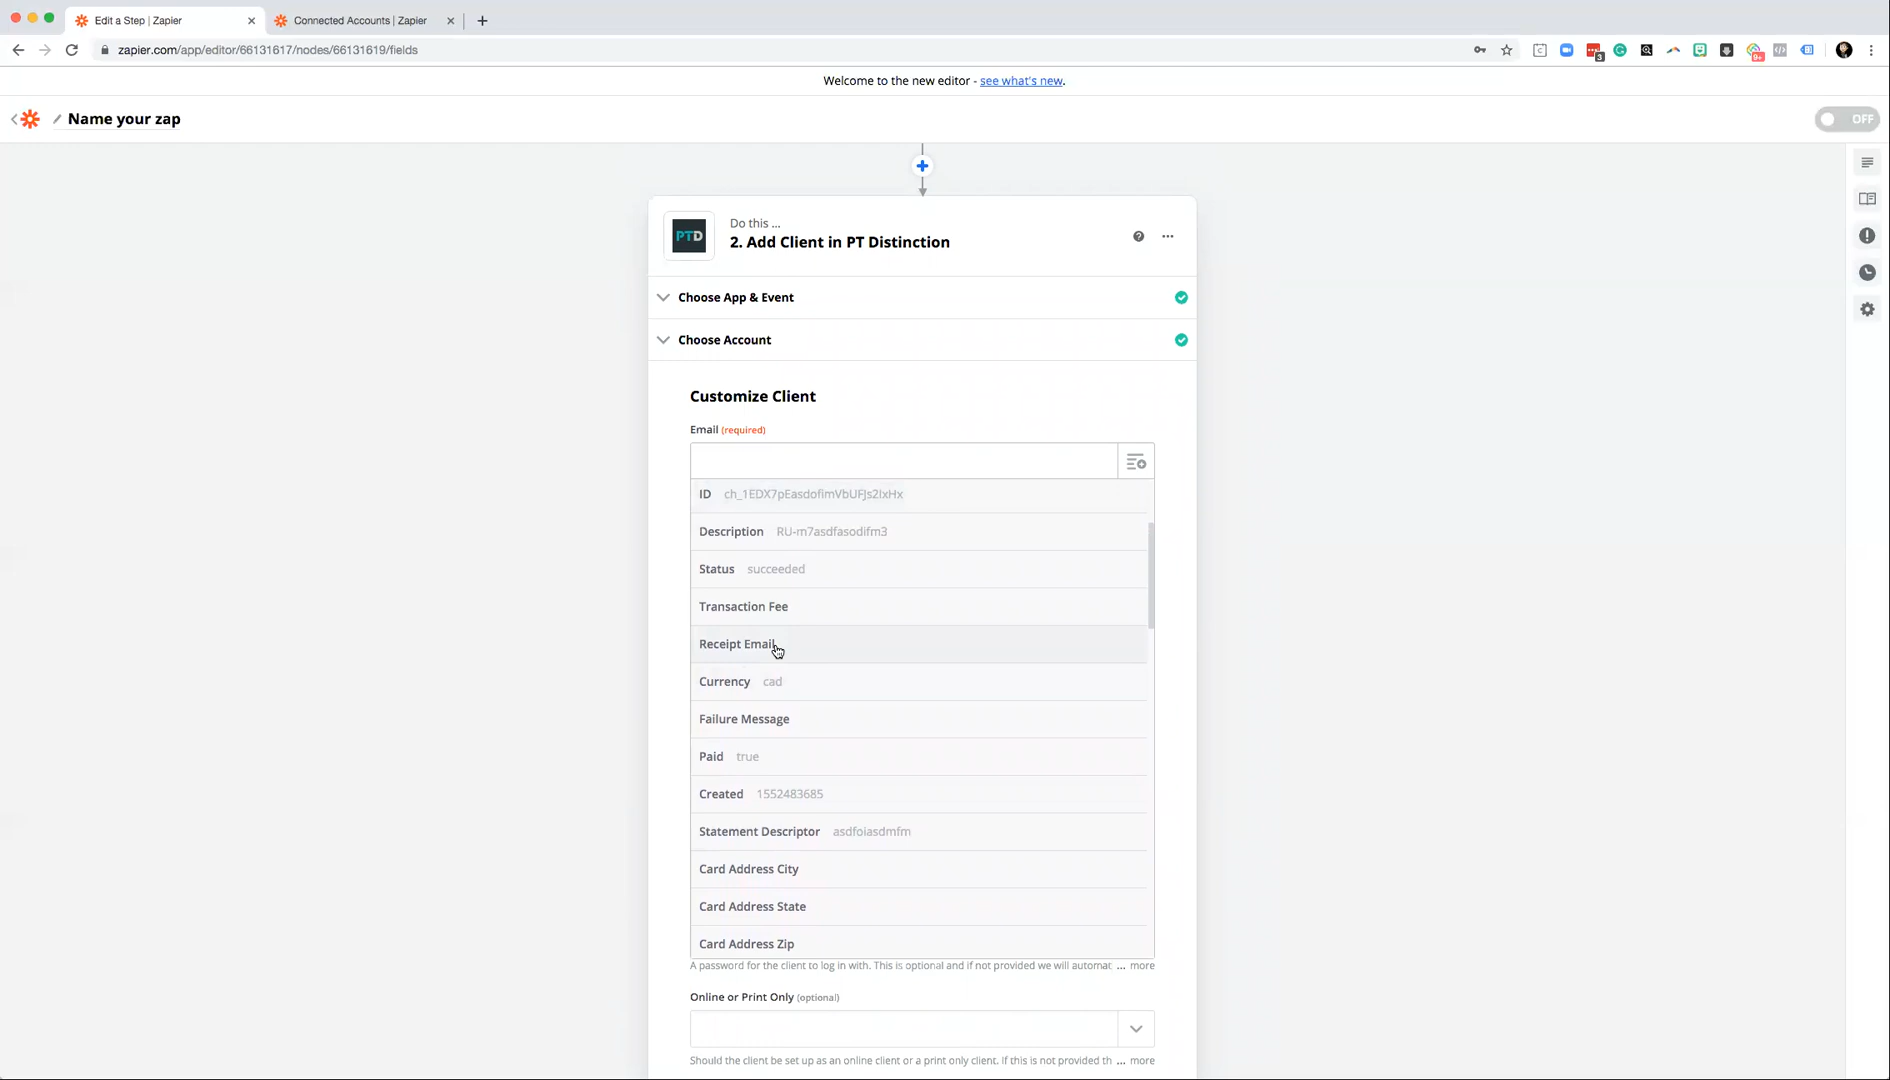 Edit a Step | Zapier
Connected Accounts | Zapier
zapier.com/app/editor/66131617/nodes/66131619/fields
3
9+
Welcome to the new editor - see what's new.
Name your zap
OFF
PTD
Do this ...
2. Add Client in PT Distinction
Choose App & Event
Choose Account
Customize Client
Email (required)
ID ch_1EDX7pEasdofimVbUFJs2IxHx
Description RU-m7asdfasodifm3
Status succeeded
Transaction Fee
Receipt Email
Currency cad
Failure Message
Paid true
Created 1552483685
Statement Descriptor asdfoiasdmfm
Card Address City
Card Address State
Card Address Zip
A password for the client to log in with. This is optional and if not provided we will automat ... more
Online or Print Only (optional)
Should the client be set up as an online client or a print only client. If this is not provided th ... more